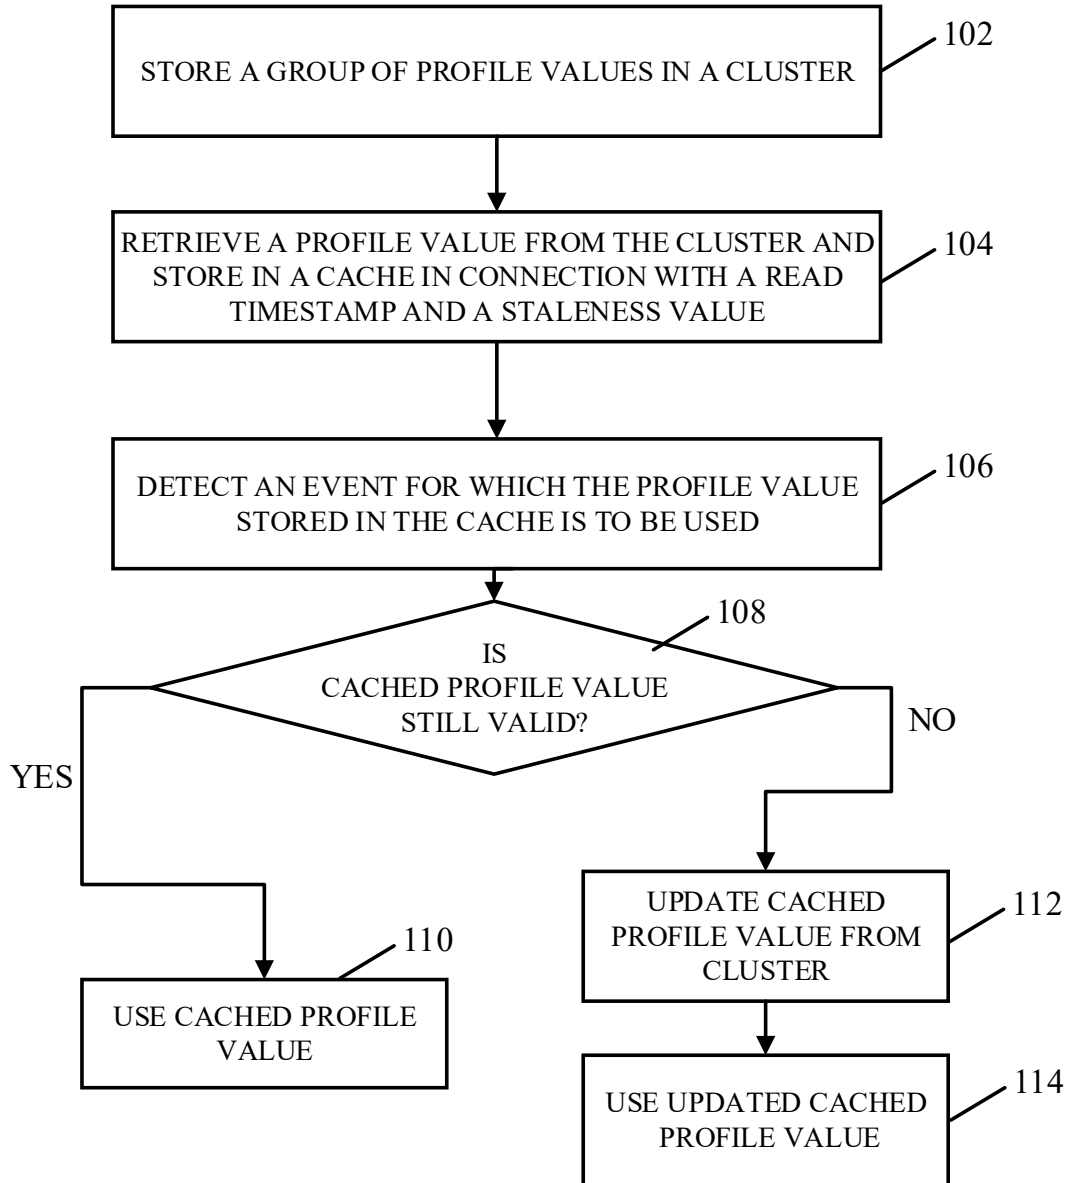 STORE A GROUP OF PROFILE VALUES IN A CLUSTER
102
RETRIEVE A PROFILE VALUE FROM THE CLUSTER AND
STORE IN A CACHE IN CONNECTION WITH A READ
TIMESTAMP AND A STALENESS VALUE
104
DETECT AN EVENT FOR WHICH THE PROFILE VALUE
STORED IN THE CACHE IS TO BE USED
106
IS
CACHED PROFILE VALUE
STILL VALID?
108
YES
NO
USE CACHED PROFILE
VALUE
110
UPDATE CACHED
PROFILE VALUE FROM
CLUSTER
112
USE UPDATED CACHED
PROFILE VALUE
114